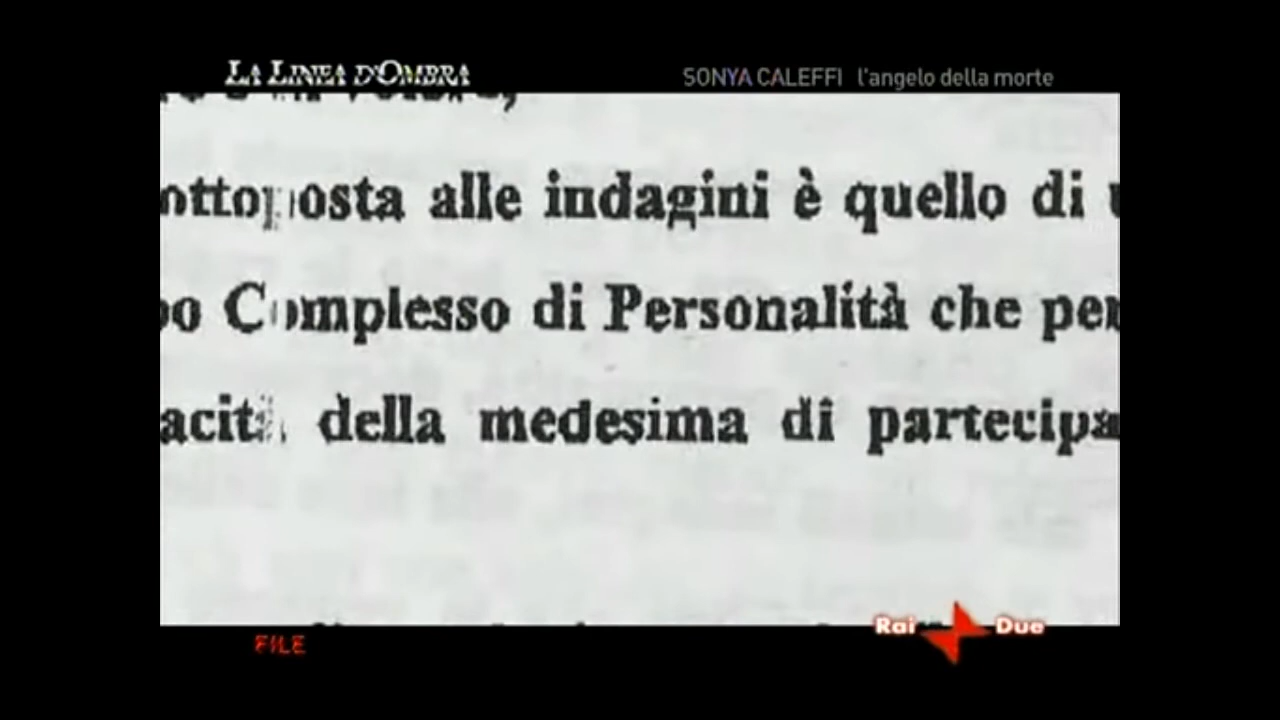 LA LINEA D'OMBRA
SONYA CALEFFI l'angelo della morte
ottoposta alle indagini è quello di
Complesso di Personalità che per
della medesima di partecipa
Rai Due
FILE